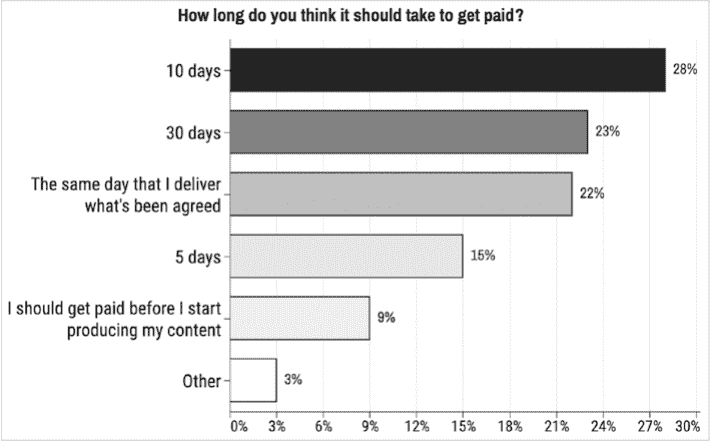 How long do you think it should take to get paid?
10 days
28%
30 days
23%
The same day that I deliver
what's been agreed
22%
5 days
15%
I should get paid before I start
producing my content
9%
Other
3%
0% 3% 6% 9% 12% 15% 18% 21% 24% 27% 30%